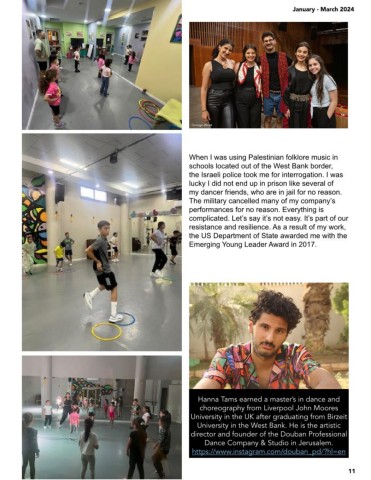 January - March 2024
When I was using Palestinian folklore music in
schools located out of the West Bank border,
the Israeli police took me for interrogation. I was
lucky I did not end up in prison like several of
my dancer friends, who are in jail for no reason.
The military cancelled many of my company's
performances for no reason. Everything is
complicated. Let's say it's not easy. It's part of our
resistance and resilience. As a result of my work,
the US Department of State awarded me with the
Emerging Young Leader Award in 2017.
Hanna Tams earned a master's in dance and
choreography from Liverpool John Moores
University in the UK after graduating from Birzeit
University in the West Bank. He is the artistic
director and founder of the Douban Professional
Dance Company & Studio in Jerusalem.
https://www.instagram.com/douban_pd/?hl=en
11